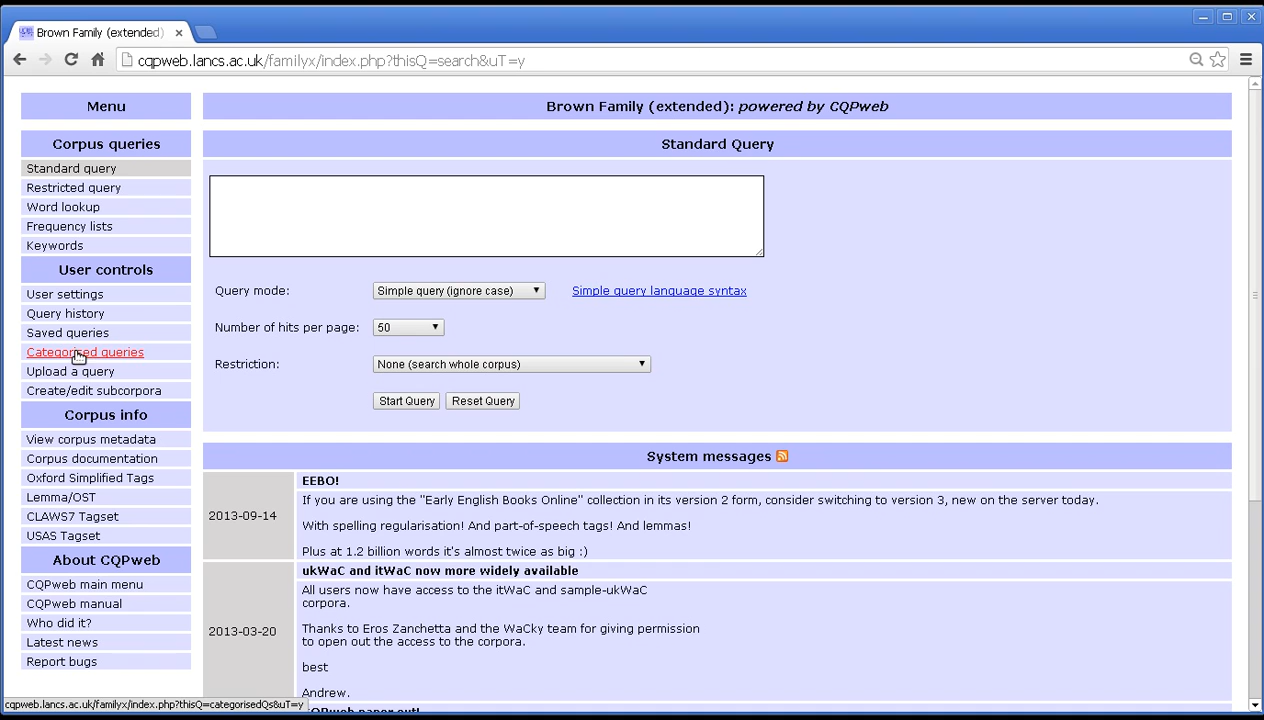 Brown Family (extended)
cqpweb.lancs.ac.uk/familyx/index.php?thisQ=search&uT=y
Menu
Corpus queries
Standard query
Restricted query
Word lookup
Frequency lists
Keywords
User controls
User settings
Query history
Saved queries
Categorised queries
Upload a query
Create/edit subcorpora
Corpus info
View corpus metadata
Corpus documentation
Oxford Simplified Tags
Lemma/OST
CLAWS7 Tagset
USAS Tagset
About CQPweb
CQPweb main menu
CQPweb manual
Who did it?
Latest news
Report bugs
Brown Family (extended): powered by CQPweb
Standard Query
Query mode: Simple query (ignore case) Simple query language syntax
Number of hits per page: 50
Restriction: None (search whole corpus)
Start Query Reset Query
System messages
2013-09-14
EEBO!
If you are using the "Early English Books Online" collection in its version 2 form, consider switching to version 3, new on the server today.
With spelling regularisation! And part-of-speech tags! And lemmas!
Plus at 1.2 billion words it's almost twice as big :)
2013-03-20
ukWaC and itWaC now more widely available
All users now have access to the itWaC and sample-ukWaC
corpora.
Thanks to Eros Zanchetta and the WaCky team for giving permission
to open out the access to the corpora.
best
Andrew.
CQPweb paper out!
cqpweb.lancs.ac.uk/familyx/index.php?thisQ=categorisedQs&uT=y